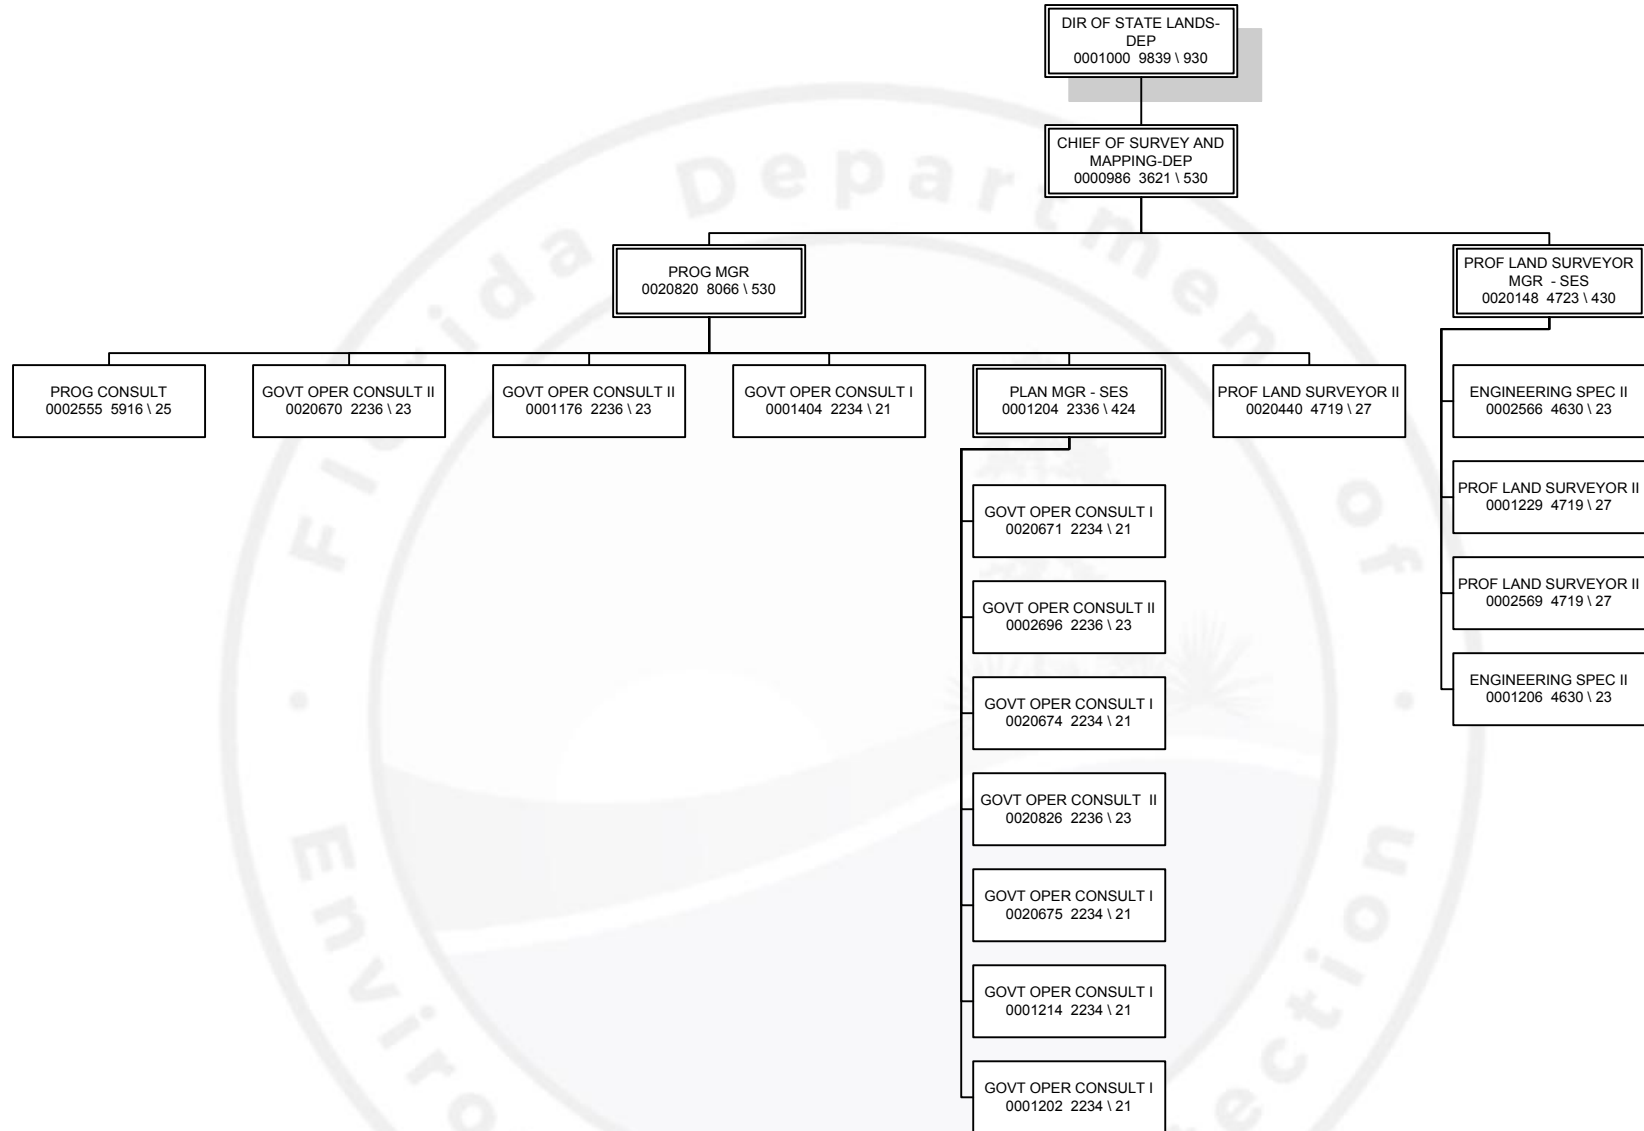 DIR OF STATE LANDS-
DEP
0001000 9839 \ 930
CHIEF OF SURVEY AND
MAPPING-DEP
0000986 3621 \ 530
PROG MGR
0020820 8066 \ 530
PROF LAND SURVEYOR
MGR - SES
0020148 4723 \ 430
PROG CONSULT
0002555 5916 \ 25
GOVT OPER CONSULT II
0020670 2236 \ 23
GOVT OPER CONSULT II
0001176 2236 \ 23
GOVT OPER CONSULT I
0001404 2234 \ 21
PLAN MGR - SES
0001204 2336 \ 424
PROF LAND SURVEYOR II
0020440 4719 \ 27
GOVT OPER CONSULT I
0020671 2234 \ 21
GOVT OPER CONSULT II
0002696 2236 \ 23
GOVT OPER CONSULT I
0020674 2234 \ 21
GOVT OPER CONSULT II
0020826 2236 \ 23
GOVT OPER CONSULT I
0020675 2234 \ 21
GOVT OPER CONSULT I
0001214 2234 \ 21
GOVT OPER CONSULT I
0001202 2234 \ 21
ENGINEERING SPEC II
0002566 4630 \ 23
PROF LAND SURVEYOR II
0001229 4719 \ 27
PROF LAND SURVEYOR II
0002569 4719 \ 27
ENGINEERING SPEC II
0001206 4630 \ 23
Florida Department of
Enviro
ection